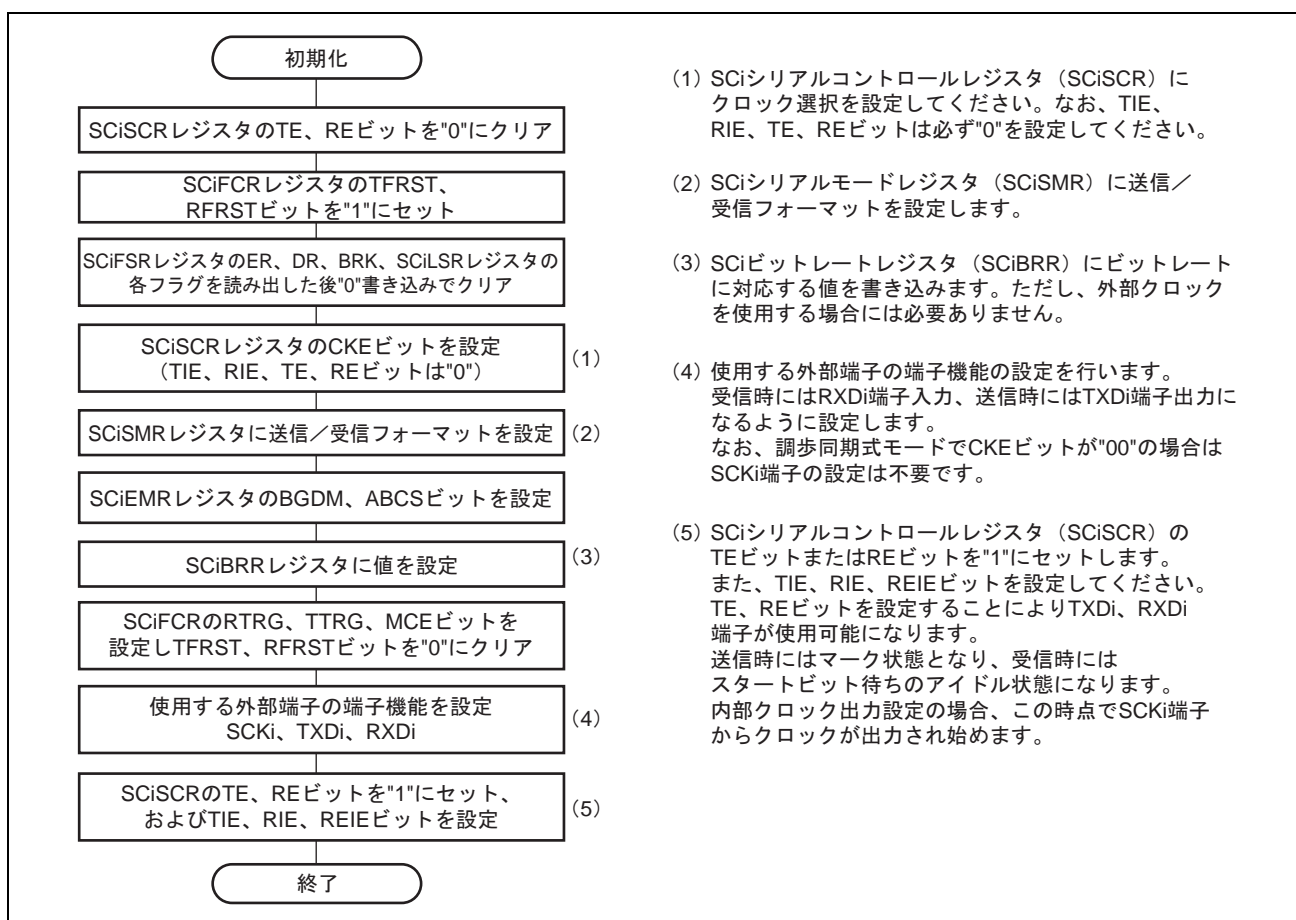 初期化
SCiSCRレジスタのTE、REビットを"0"にクリア
SCiFCRレジスタのTFRST、
RFRSTビットを"1"にセット
SCiFSRレジスタのER、DR、BRK、SCiLSRレジスタの
各フラグを読み出した後"0"書き込みでクリア
SCiSCRレジスタのCKEビットを設定
（TIE、RIE、TE、REビットは"0"）
（1）
SCiSMRレジスタに送信／受信フォーマットを設定
（2）
SCiEMRレジスタのBGDM、ABCSビットを設定
SCiBRRレジスタに値を設定
（3）
SCiFCRのRTRG、TTRG、MCEビットを
設定しTFRST、RFRSTビットを"0"にクリア
使用する外部端子の端子機能を設定
SCKi、TXDi、RXDi
（4）
SCiSCRのTE、REビットを"1"にセット、
およびTIE、RIE、REIEビットを設定
（5）
終了
（1）SCiシリアルコントロールレジスタ（SCiSCR）に
クロック選択を設定してください。なお、TIE、
RIE、TE、REビットは必ず"0"を設定してください。
（2）SCiシリアルモードレジスタ（SCiSMR）に送信／
受信フォーマットを設定します。
（3）SCiビットレートレジスタ（SCiBRR）にビットレート
に対応する値を書き込みます。ただし、外部クロック
を使用する場合には必要ありません。
（4）使用する外部端子の端子機能の設定を行います。
受信時にはRXDi端子入力、送信時にはTXDi端子出力に
なるように設定します。
なお、調歩同期式モードでCKEビットが"00"の場合は
SCKi端子の設定は不要です。
（5）SCiシリアルコントロールレジスタ（SCiSCR）の
TEビットまたはREビットを"1"にセットします。
また、TIE、RIE、REIEビットを設定してください。
TE、REビットを設定することによりTXDi、RXDi
端子が使用可能になります。
送信時にはマーク状態となり、受信時には
スタートビット待ちのアイドル状態になります。
内部クロック出力設定の場合、この時点でSCKi端子
からクロックが出力され始めます。